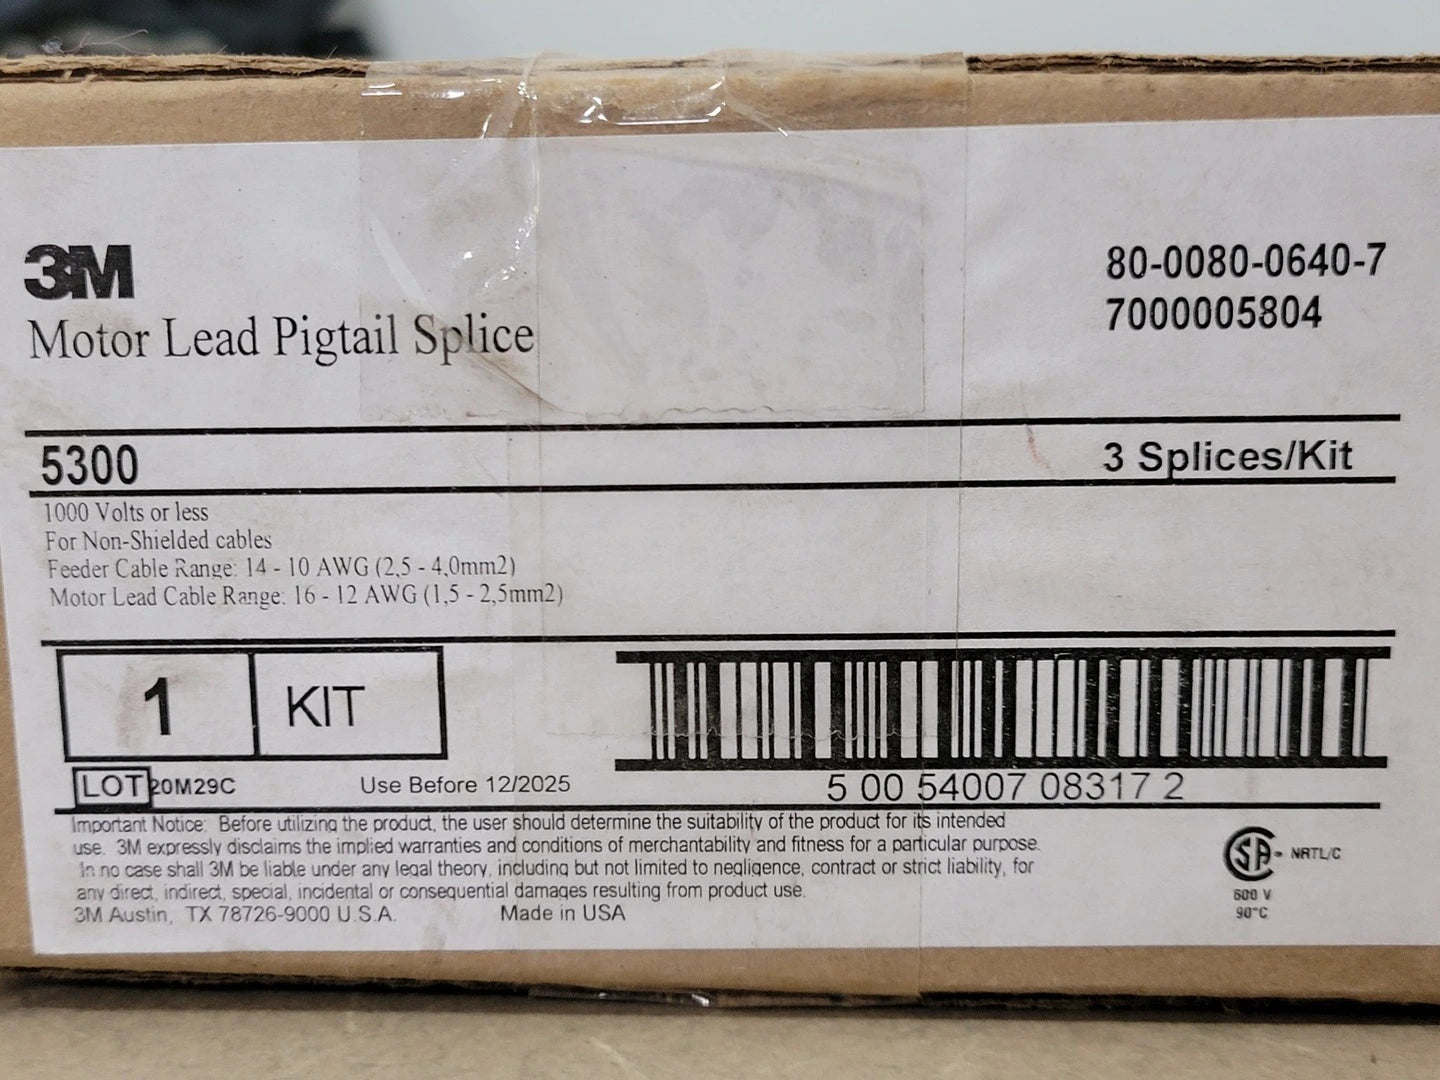 3M
Motor Lead Pigtail Splice
80-0080-0640-7
7000005804
5300
3 Splices/Kit
1000 Volts or less
For Non-Shielded cables
Feeder Cable Range: 14 - 10 AWG (2,5 - 4,0mm2)
Motor Lead Cable Range: 16 - 12 AWG (1,5 - 2,5mm2)
1 KIT
LOT 20M29C
Use Before 12/2025
5 00 54007 08317 2
Important Notice: Before utilizing the product, the user should determine the suitability of the product for its intended
use. 3M expressly disclaims the implied warranties and conditions of merchantability and fitness for a particular purpose.
In no case shall 3M be liable under any legal theory, including but not limited to negligence, contract or strict liability, for
any direct, indirect, special, incidental or consequential damages resulting from product use.
3M Austin, TX 78726-9000 U.S.A. Made in USA
SA NRTL/C
600 V
90°C